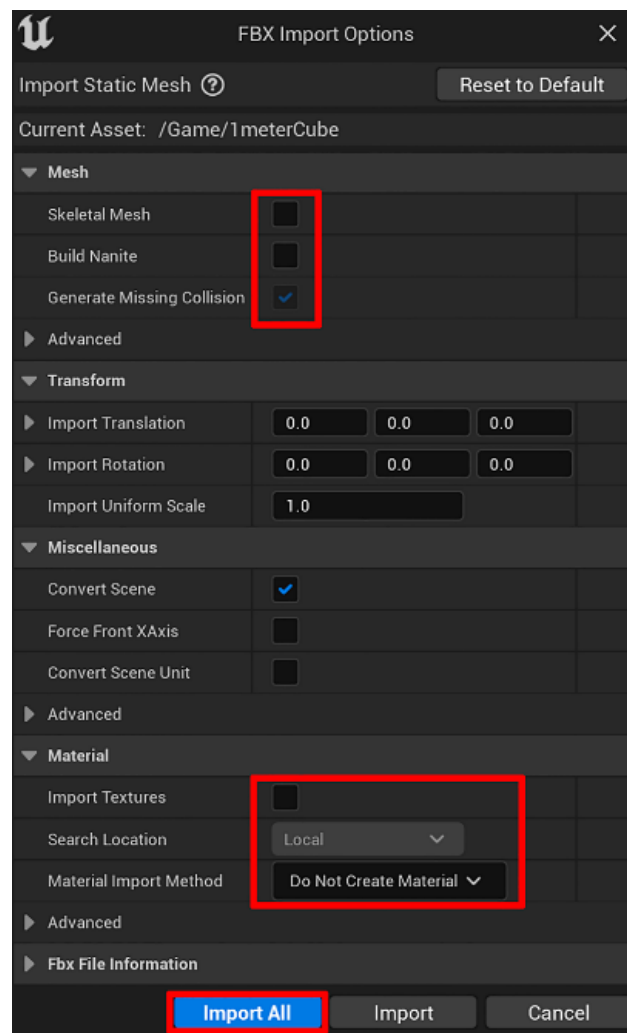 FBX Import Options
Import Static Mesh ? Reset to Default
Current Asset: /Game/1meterCube
Mesh
Skeletal Mesh
Build Nanite
Generate Missing Collision
Advanced
Transform
Import Translation 0.0 0.0 0.0
Import Rotation 0.0 0.0 0.0
Import Uniform Scale 1.0
Miscellaneous
Convert Scene
Force Front XAxis
Convert Scene Unit
Advanced
Material
Import Textures
Search Location Local
Material Import Method Do Not Create Material
Advanced
Fbx File Information
Import All Import Cancel